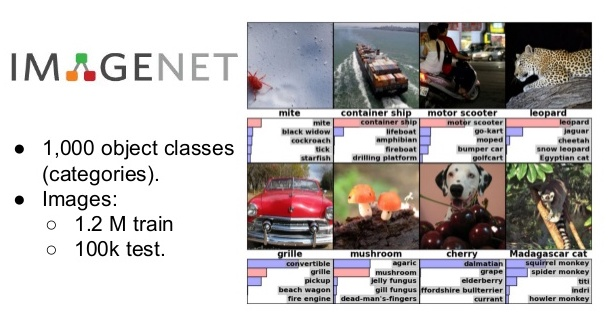 IMAGENET
● 1,000 object classes
(categories).
● Images:
○ 1.2 M train
○ 100k test.
mite
container ship
motor scooter
leopard
mite
black widow
cockroach
tick
starfish
container ship
lifeboat
amphibian
fireboat
drilling platform
motor scooter
go-kart
moped
bumper car
golfcart
leopard
jaguar
cheetah
snow leopard
Egyptian cat
grille
mushroom
cherry
Madagascar cat
convertible
grille
pickup
beach wagon
fire engine
agaric
mushroom
jelly fungus
gill fungus
dead-man's-fingers
dalmatian
grape
elderberry
ffordshire bullterrier
currant
squirrel monkey
spider monkey
titi
indri
howler monkey